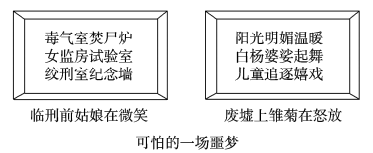 毒气室焚尸炉
女监房试验室
绞刑室纪念墙
临刑前姑娘在微笑
阳光明媚温暖
白杨婆娑起舞
儿童追逐嬉戏
废墟上雏菊在怒放
可怕的一场噩梦